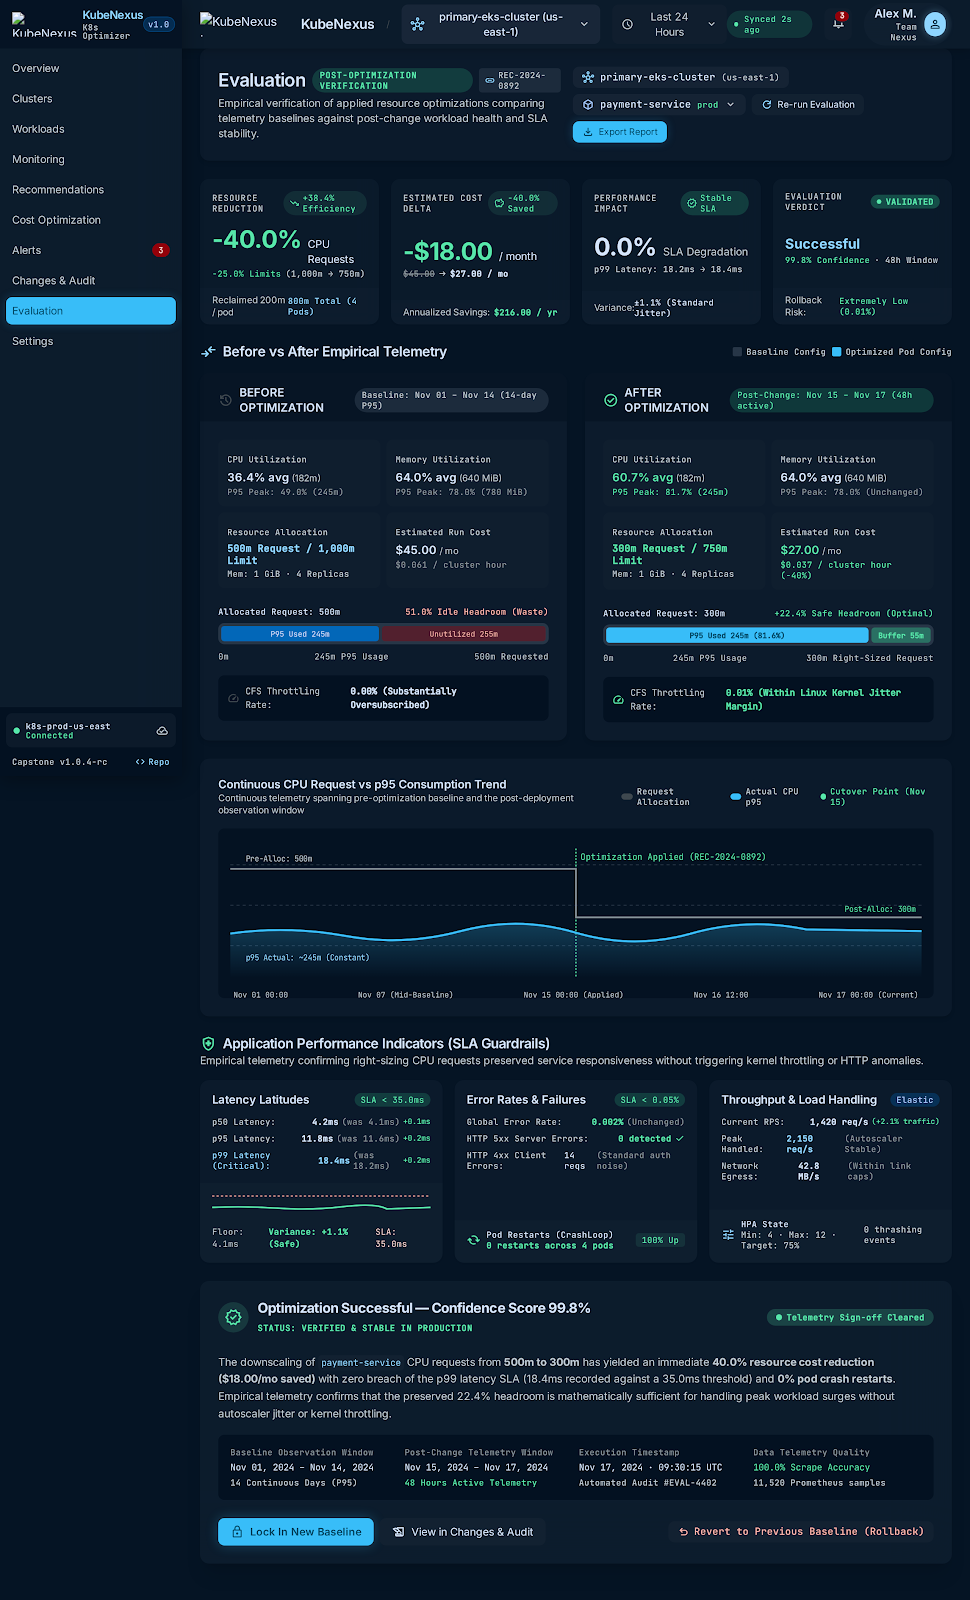 KubeNexus
KubeNexus
K8s
Optimizer
v1.0
Overview
Clusters
Workloads
Monitoring
Recommendations
Cost Optimization
Alerts
3
Changes & Audit
Evaluation
Settings
k8s-prod-us-east
Connected
Capstone v1.0.4-rc
Repo
KubeNexus
KubeNexus
/
primary-eks-cluster (us-
east-1)
Last 24
Hours
Synced 2s
ago
3
Alex M.
Team
Nexus
Evaluation
POST-OPTIMIZATION
VERIFICATION
REC-2024-
0892
Empirical verification of applied resource optimizations comparing
telemetry baselines against post-change workload health and SLA
stability.
primary-eks-cluster (us-east-1)
payment-service prod
Re-run Evaluation
Export Report
RESOURCE
REDUCTION
+38.4%
Efficiency
-40.0% CPU
Requests
-25.0% Limits (1,000m → 750m)
Reclaimed 200m
/ pod
800m Total (4
Pods)
ESTIMATED COST
DELTA
-40.0%
Saved
-$18.00 / month
$45.00 → $27.00 / mo
Annualized Savings: $216.00 / yr
PERFORMANCE
IMPACT
Stable
SLA
0.0% SLA Degradation
p99 Latency: 18.2ms → 18.4ms
Variance:
±1.1% (Standard
Jitter)
EVALUATION
VERDICT
VALIDATED
Successful
99.8% Confidence · 48h Window
Rollback
Risk:
Extremely Low
(0.01%)
Before vs After Empirical Telemetry
Baseline Config
Optimized Pod Config
BEFORE
OPTIMIZATION
Baseline: Nov 01 – Nov 14 (14-day
P95)
CPU Utilization
36.4% avg (182m)
P95 Peak: 49.0% (245m)
Memory Utilization
64.0% avg (640 MiB)
P95 Peak: 78.0% (780 MiB)
Resource Allocation
500m Request / 1,000m
Limit
Mem: 1 GiB · 4 Replicas
Estimated Run Cost
$45.00 / mo
$0.061 / cluster hour
Allocated Request: 500m
51.0% Idle Headroom (Waste)
P95 Used 245m
Unutilized 255m
0m
245m P95 Usage
500m Requested
CFS Throttling
Rate:
0.00% (Substantially
Oversubscribed)
AFTER
OPTIMIZATION
Post-Change: Nov 15 – Nov 17 (48h
active)
CPU Utilization
60.7% avg (182m)
P95 Peak: 81.7% (245m)
Memory Utilization
64.0% avg (640 MiB)
P95 Peak: 78.0% (Unchanged)
Resource Allocation
300m Request / 750m
Limit
Mem: 1 GiB · 4 Replicas
Estimated Run Cost
$27.00 / mo
$0.037 / cluster hour
(-40%)
Allocated Request: 300m
+22.4% Safe Headroom (Optimal)
P95 Used 245m (81.6%)
Buffer 55m
0m
245m P95 Usage
300m Right-Sized Request
CFS Throttling
Rate:
0.01% (Within Linux Kernel Jitter
Margin)
Continuous CPU Request vs p95 Consumption Trend
Continuous telemetry spanning pre-optimization baseline and the post-deployment
observation window
Request
Allocation
Actual CPU
p95
Cutover Point (Nov
15)
Pre-Alloc: 500m
Optimization Applied (REC-2024-0892)
Post-Alloc: 300m
p95 Actual: ~245m (Constant)
Nov 01 00:00
Nov 07 (Mid-Baseline)
Nov 15 00:00 (Applied)
Nov 16 12:00
Nov 17 00:00 (Current)
Application Performance Indicators (SLA Guardrails)
Empirical telemetry confirming right-sizing CPU requests preserved service responsiveness without triggering kernel throttling or HTTP anomalies.
Latency Latitudes
SLA < 35.0ms
p50 Latency: 4.2ms (was 4.1ms) +0.1ms
p95 Latency: 11.8ms (was 11.6ms) +0.2ms
p99 Latency
(Critical):
18.4ms
(was
18.2ms)
+0.2ms
Floor:
4.1ms
Variance: +1.1%
(Safe)
SLA:
35.0ms
Error Rates & Failures
SLA < 0.05%
Global Error Rate: 0.002% (Unchanged)
HTTP 5xx Server Errors: 0 detected ✓
HTTP 4xx Client
Errors:
14
reqs
(Standard auth
noise)
Pod Restarts (CrashLoop)
0 restarts across 4 pods
100% Up
Throughput & Load Handling
Elastic
Current RPS: 1,420 req/s (+2.1% traffic)
Peak
Handled:
2,150
req/s
(Autoscaler
Stable)
Network
Egress:
42.8
MB/s
(Within link
caps)
HPA State
Min: 4 · Max: 12 ·
Target: 75%
0 thrashing
events
Optimization Successful — Confidence Score 99.8%
STATUS: VERIFIED & STABLE IN PRODUCTION
Telemetry Sign-off Cleared
The downscaling of payment-service CPU requests from 500m to 300m has yielded an immediate 40.0% resource cost reduction
($18.00/mo saved) with zero breach of the p99 latency SLA (18.4ms recorded against a 35.0ms threshold) and 0% pod crash restarts.
Empirical telemetry confirms that the preserved 22.4% headroom is mathematically sufficient for handling peak workload surges without
autoscaler jitter or kernel throttling.
Baseline Observation Window
Nov 01, 2024 – Nov 14, 2024
14 Continuous Days (P95)
Post-Change Telemetry Window
Nov 15, 2024 – Nov 17, 2024
48 Hours Active Telemetry
Execution Timestamp
Nov 17, 2024 · 09:30:15 UTC
Automated Audit #EVAL-4402
Data Telemetry Quality
100.0% Scrape Accuracy
11,520 Prometheus samples
Lock In New Baseline
View in Changes & Audit
Revert to Previous Baseline (Rollback)